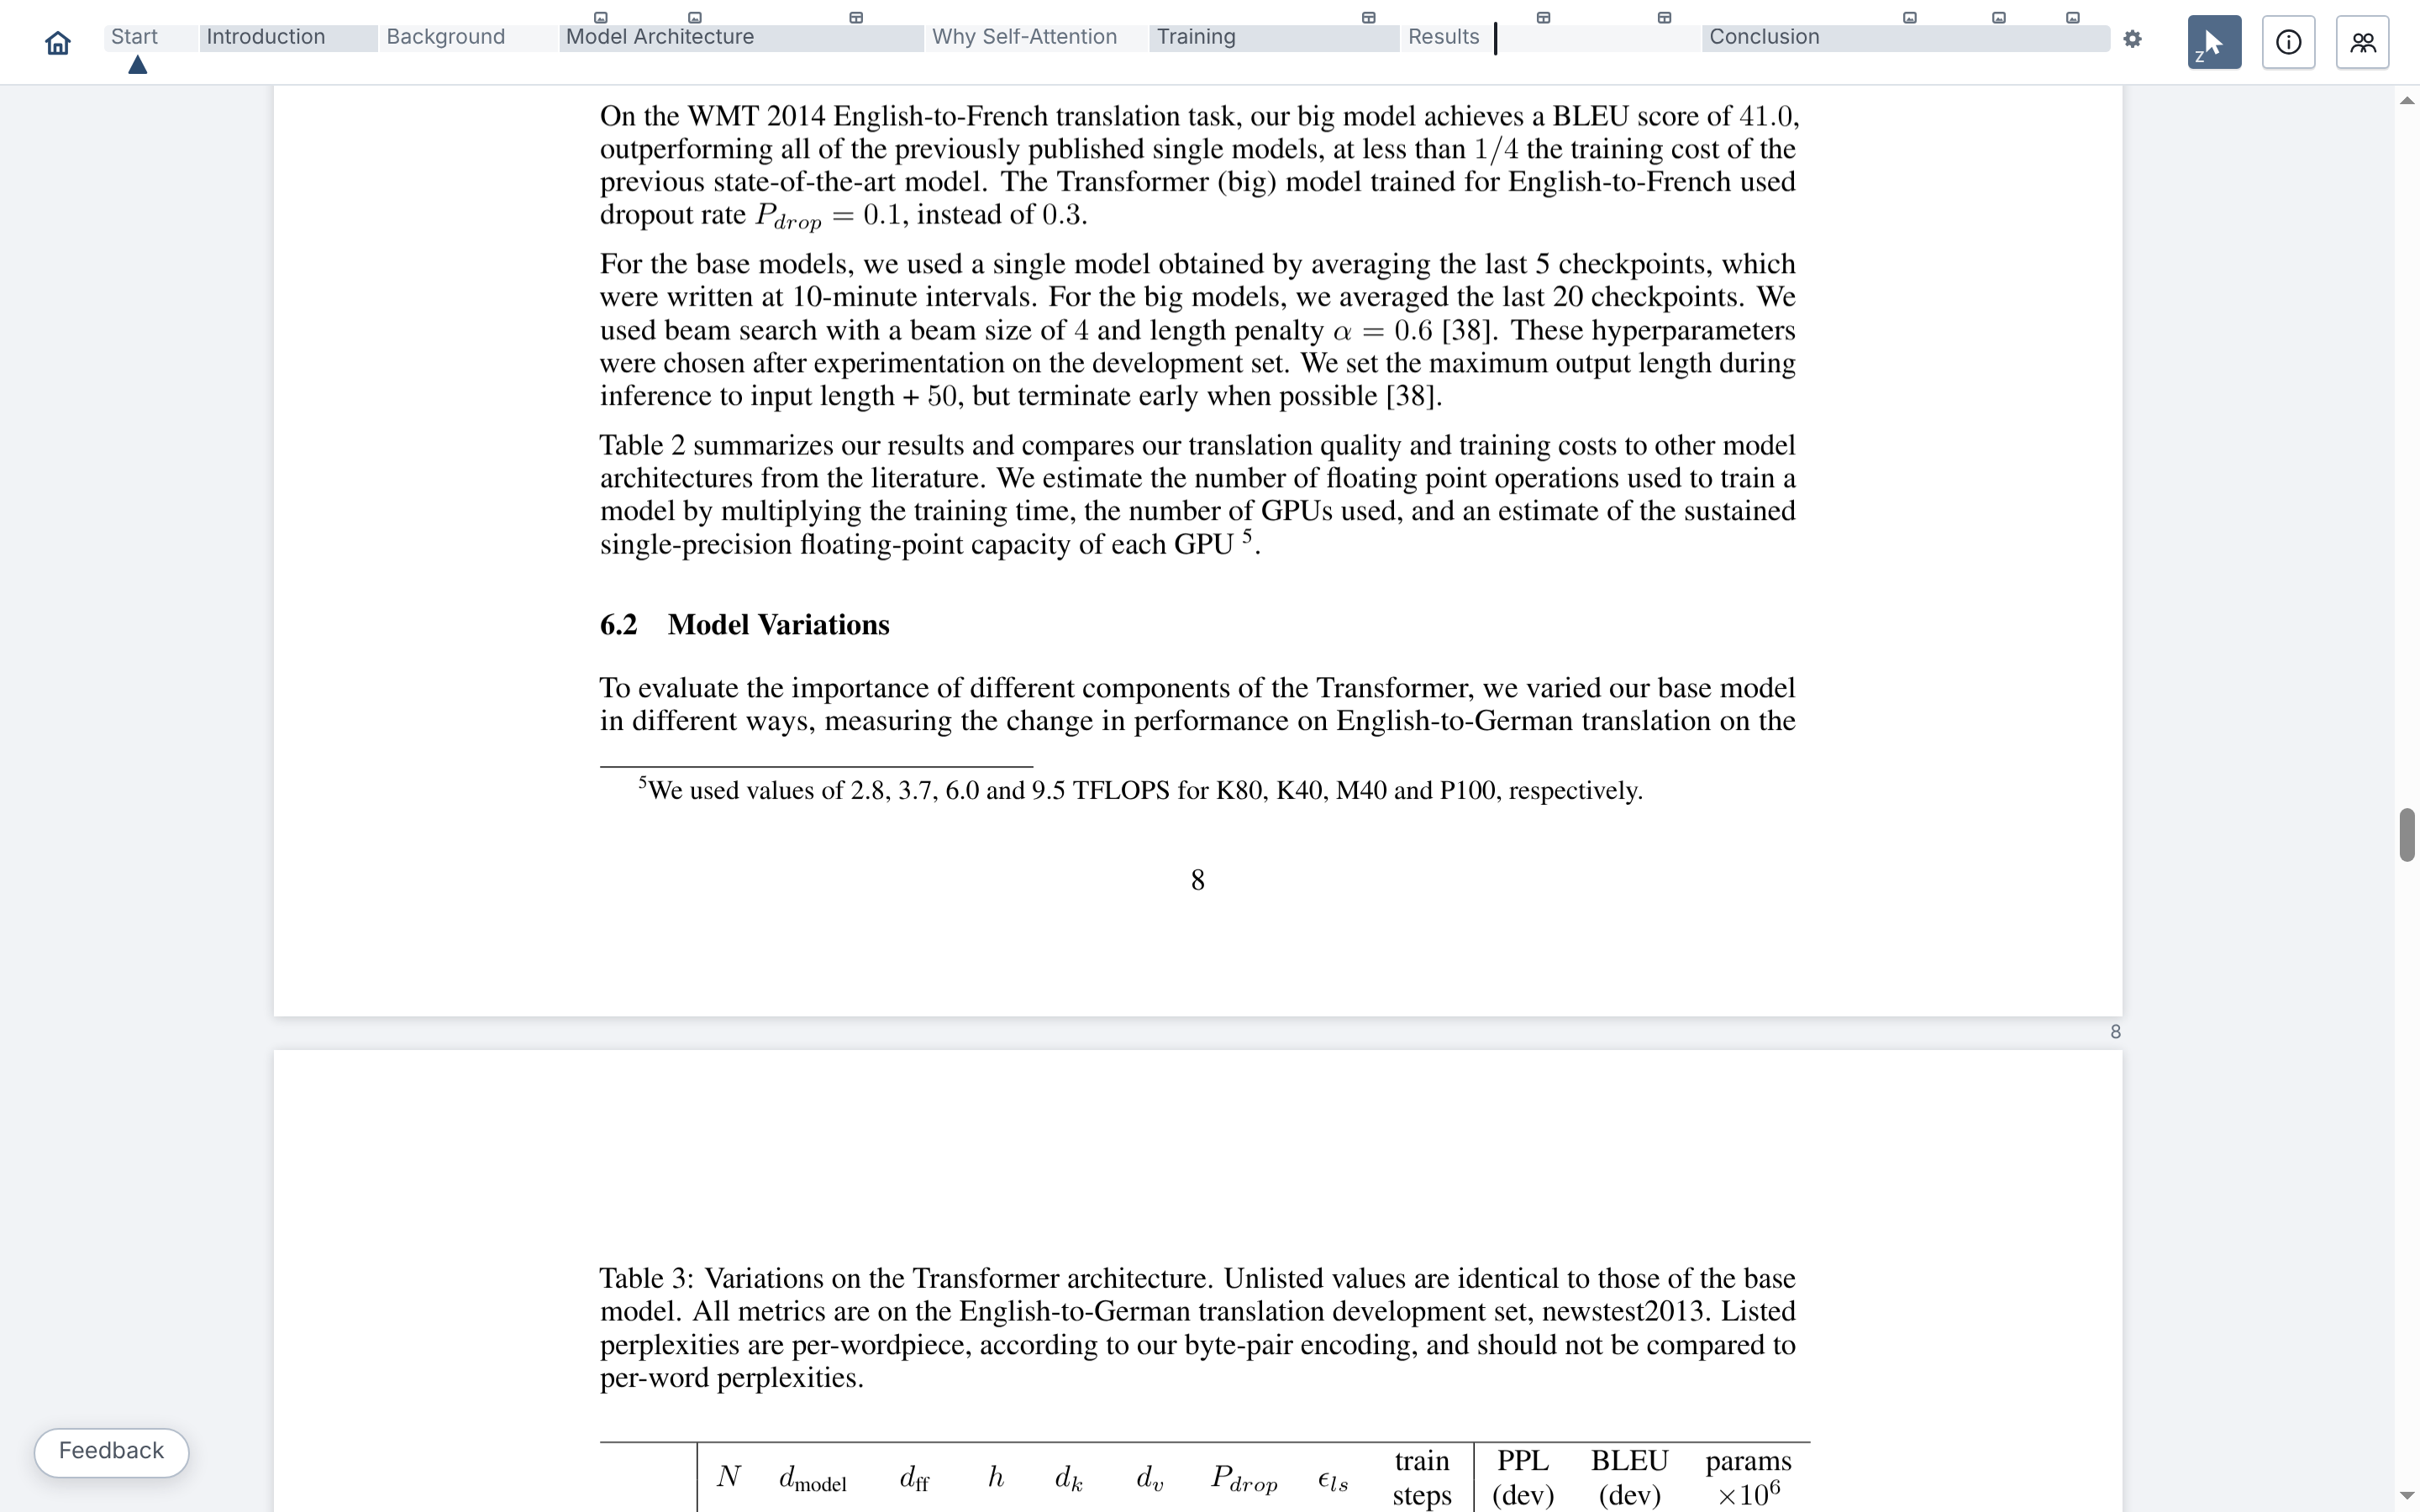 Start Introduction Background Model Architecture Why Self-Attention Training Results Conclusion
z
On the WMT 2014 English-to-French translation task, our big model achieves a BLEU score of 41.0,
outperforming all of the previously published single models, at less than 1/4 the training cost of the
previous state-of-the-art model. The Transformer (big) model trained for English-to-French used
dropout rate P_drop = 0.1, instead of 0.3.
For the base models, we used a single model obtained by averaging the last 5 checkpoints, which
were written at 10-minute intervals. For the big models, we averaged the last 20 checkpoints. We
used beam search with a beam size of 4 and length penalty α = 0.6 [38]. These hyperparameters
were chosen after experimentation on the development set. We set the maximum output length during
inference to input length + 50, but terminate early when possible [38].
Table 2 summarizes our results and compares our translation quality and training costs to other model
architectures from the literature. We estimate the number of floating point operations used to train a
model by multiplying the training time, the number of GPUs used, and an estimate of the sustained
single-precision floating-point capacity of each GPU ⁵.
6.2 Model Variations
To evaluate the importance of different components of the Transformer, we varied our base model
in different ways, measuring the change in performance on English-to-German translation on the
⁵We used values of 2.8, 3.7, 6.0 and 9.5 TFLOPS for K80, K40, M40 and P100, respectively.
8
8
Table 3: Variations on the Transformer architecture. Unlisted values are identical to those of the base
model. All metrics are on the English-to-German translation development set, newstest2013. Listed
perplexities are per-wordpiece, according to our byte-pair encoding, and should not be compared to
per-word perplexities.
N d_model d_ff h d_k d_v P_drop ϵ_ls train steps PPL (dev) BLEU (dev) params ×10⁶
Feedback